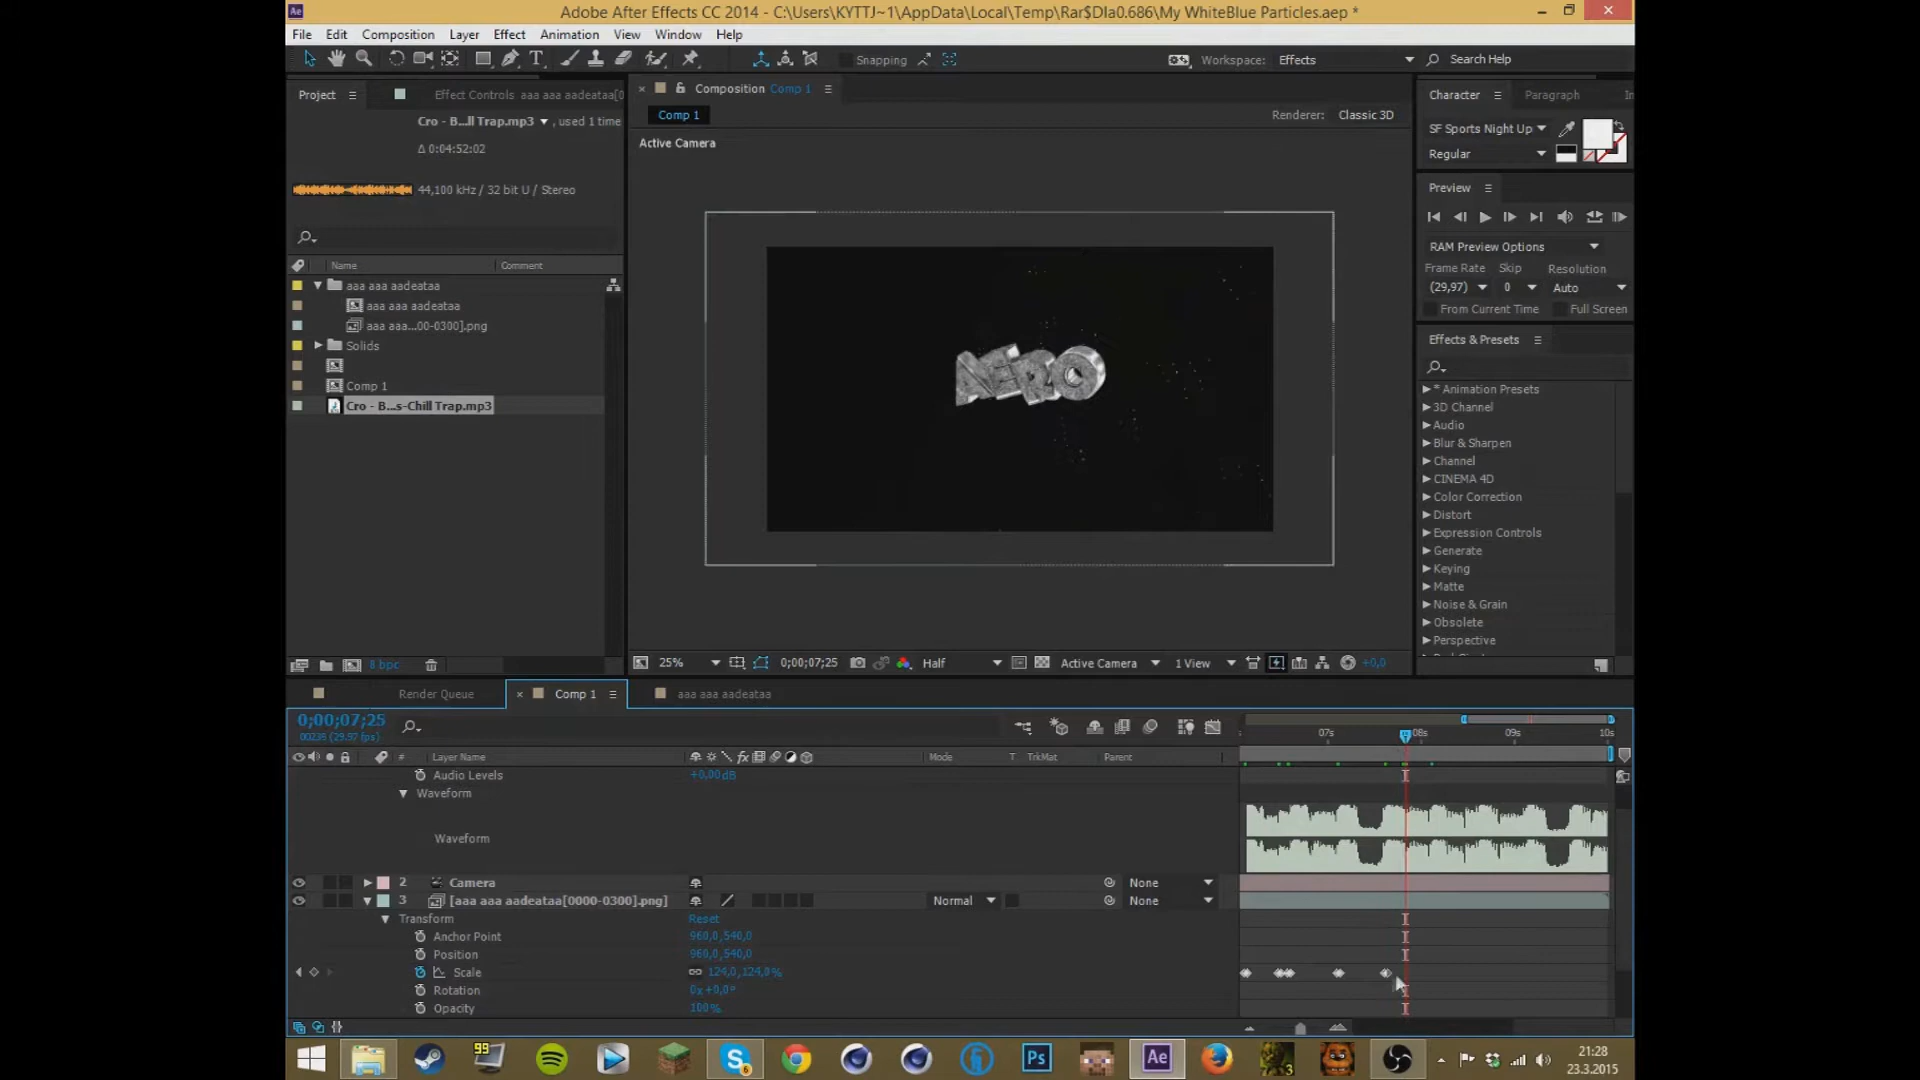 Adobe After Effects CC 2014 - C:\Users\KYTTJ~1\AppData\Local\Temp\Rar$DIa0.686\My WhiteBlue Particles.aep *
File Edit Composition Layer Effect Animation View Window Help
Snapping
Workspace: Effects
Search Help
Project
Effect Controls aaa aaa aadeataa[0
Cro - B...ll Trap.mp3 , used 1 time
Δ 0:04:52:02
44,100 kHz / 32 bit U / Stereo
Name Comment
aaa aaa aadeataa
aaa aaa aadeataa
aaa aaa...00-0300].png
Solids
Comp 1
Cro - B...s-Chill Trap.mp3
8 bpc
Composition Comp 1
Comp 1
Renderer: Classic 3D
Active Camera
NERO
25% 0;00;07;25 Half Active Camera 1 View +0,0
Character Paragraph In
SF Sports Night Up
Regular
Preview
RAM Preview Options
Frame Rate Skip Resolution
(29,97) 0 Auto
From Current Time Full Screen
Effects & Presets
* Animation Presets
3D Channel
Audio
Blur & Sharpen
Channel
CINEMA 4D
Color Correction
Distort
Expression Controls
Generate
Keying
Matte
Noise & Grain
Obsolete
Perspective
Render Queue Comp 1 aaa aaa aadeataa
0;00;07;25
00235 (29.97 fps)
07s 08s 09s 10s
# Layer Name Mode T TrkMat Parent
Audio Levels +0,00dB
Waveform
Waveform
2 Camera None
3 [aaa aaa aadeataa[0000-0300].png] Normal None
Transform Reset
Anchor Point 960,0,540,0
Position 960,0,540,0
Scale 124,0,124,0%
Rotation 0x +0,0°
Opacity 100%
99
6
Ps
Ae
3
21:28
23.3.2015